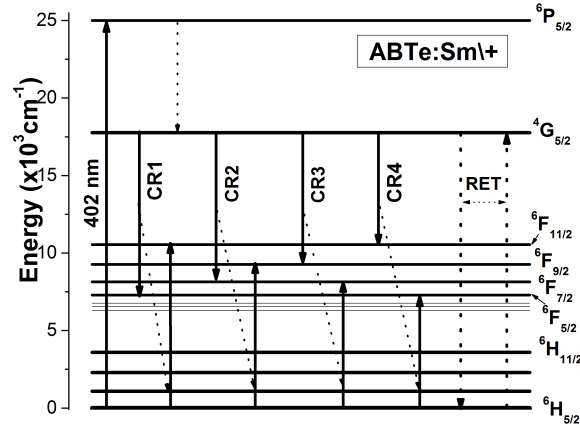 25
20
15
10
5
0
Energy (x10³cm⁻¹)
402 nm
CR1
CR2
CR3
CR4
RET
ABTe:Sm\+
⁶P₅/₂
⁴G₅/₂
⁶F₁₁/₂
⁶F₉/₂
⁶F₇/₂
⁶F₅/₂
⁶H₁₁/₂
⁶H₅/₂